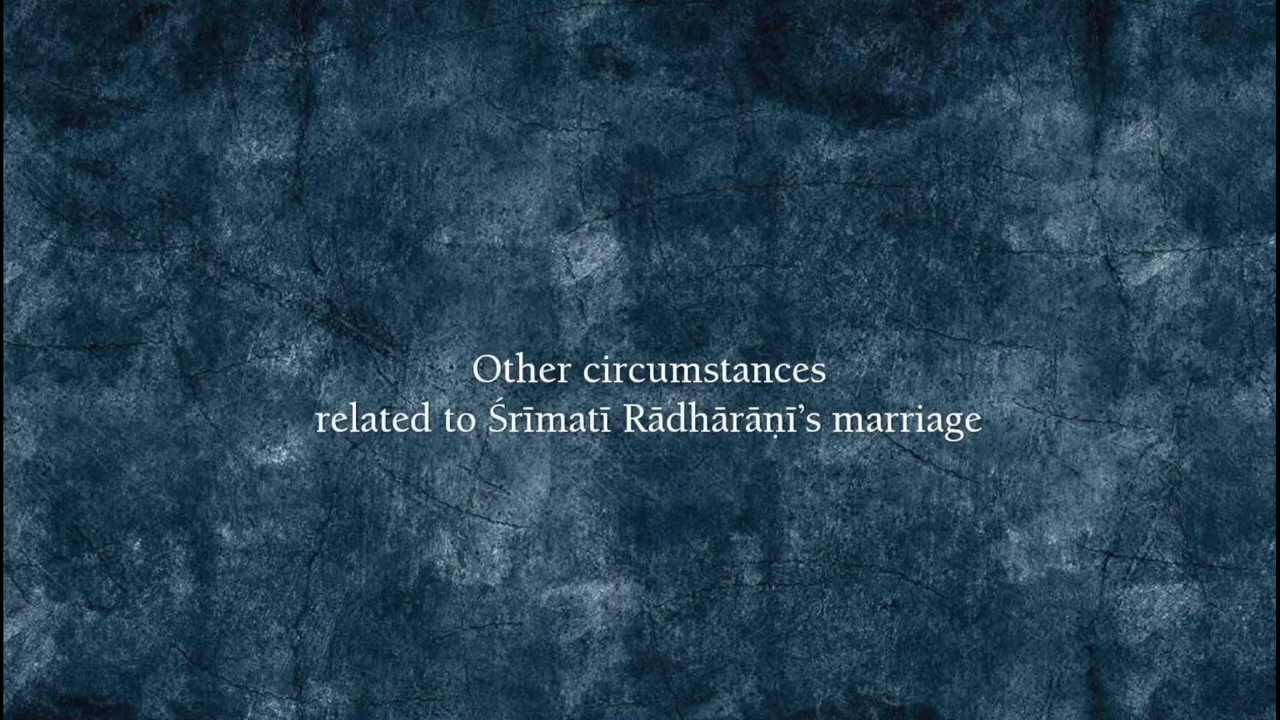 Other circumstances
related to Śrīmatī Rādhārāṇī’s marriage